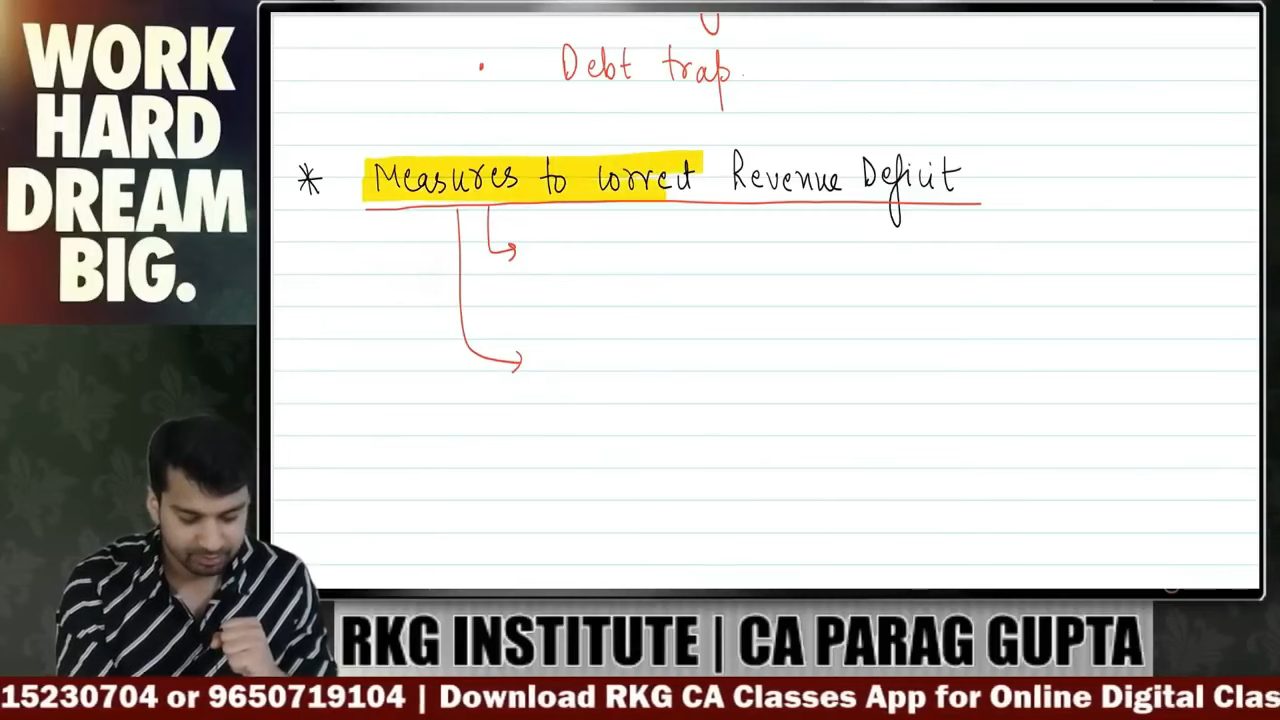 WORK
HARD
DREAM
BIG.
• Debt trap.
* Measures to correct Revenue Deficit
RKG INSTITUTE | CA PARAG GUPTA
15230704 or 9650719104 | Download RKG CA Classes App for Online Digital Clas